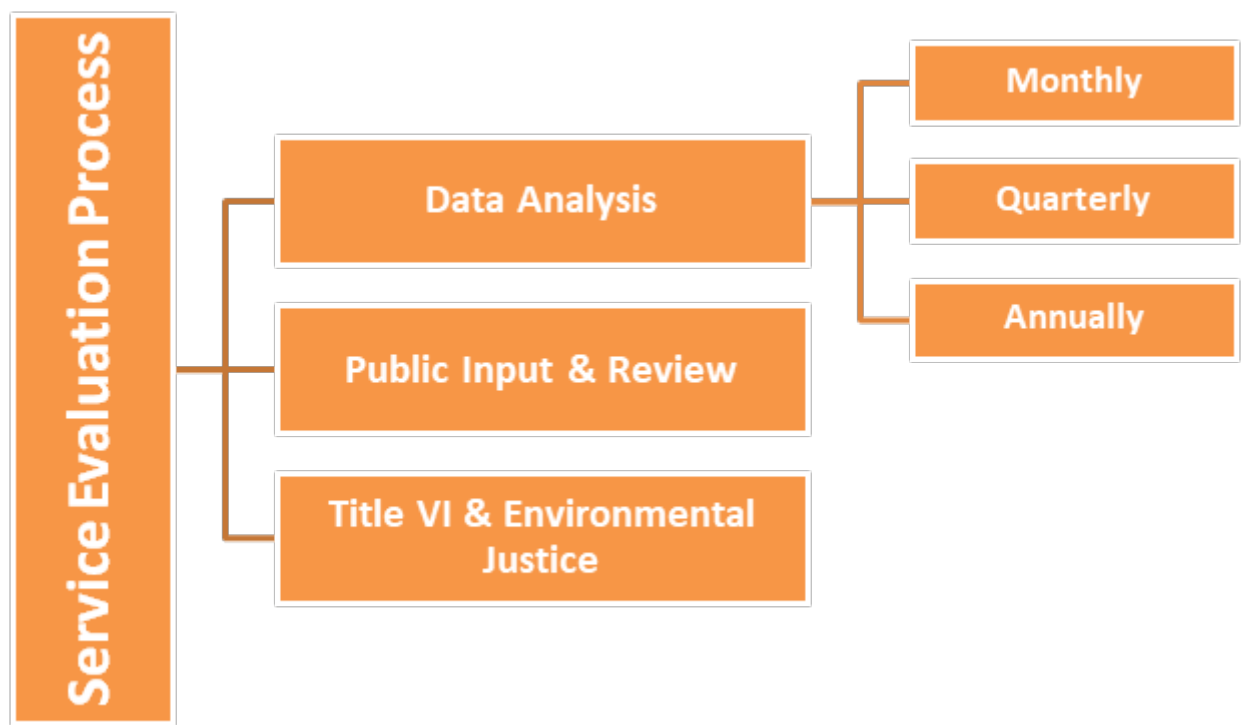 Service Evaluation Process
Data Analysis
Public Input & Review
Title VI & Environmental
Justice
Monthly
Quarterly
Annually